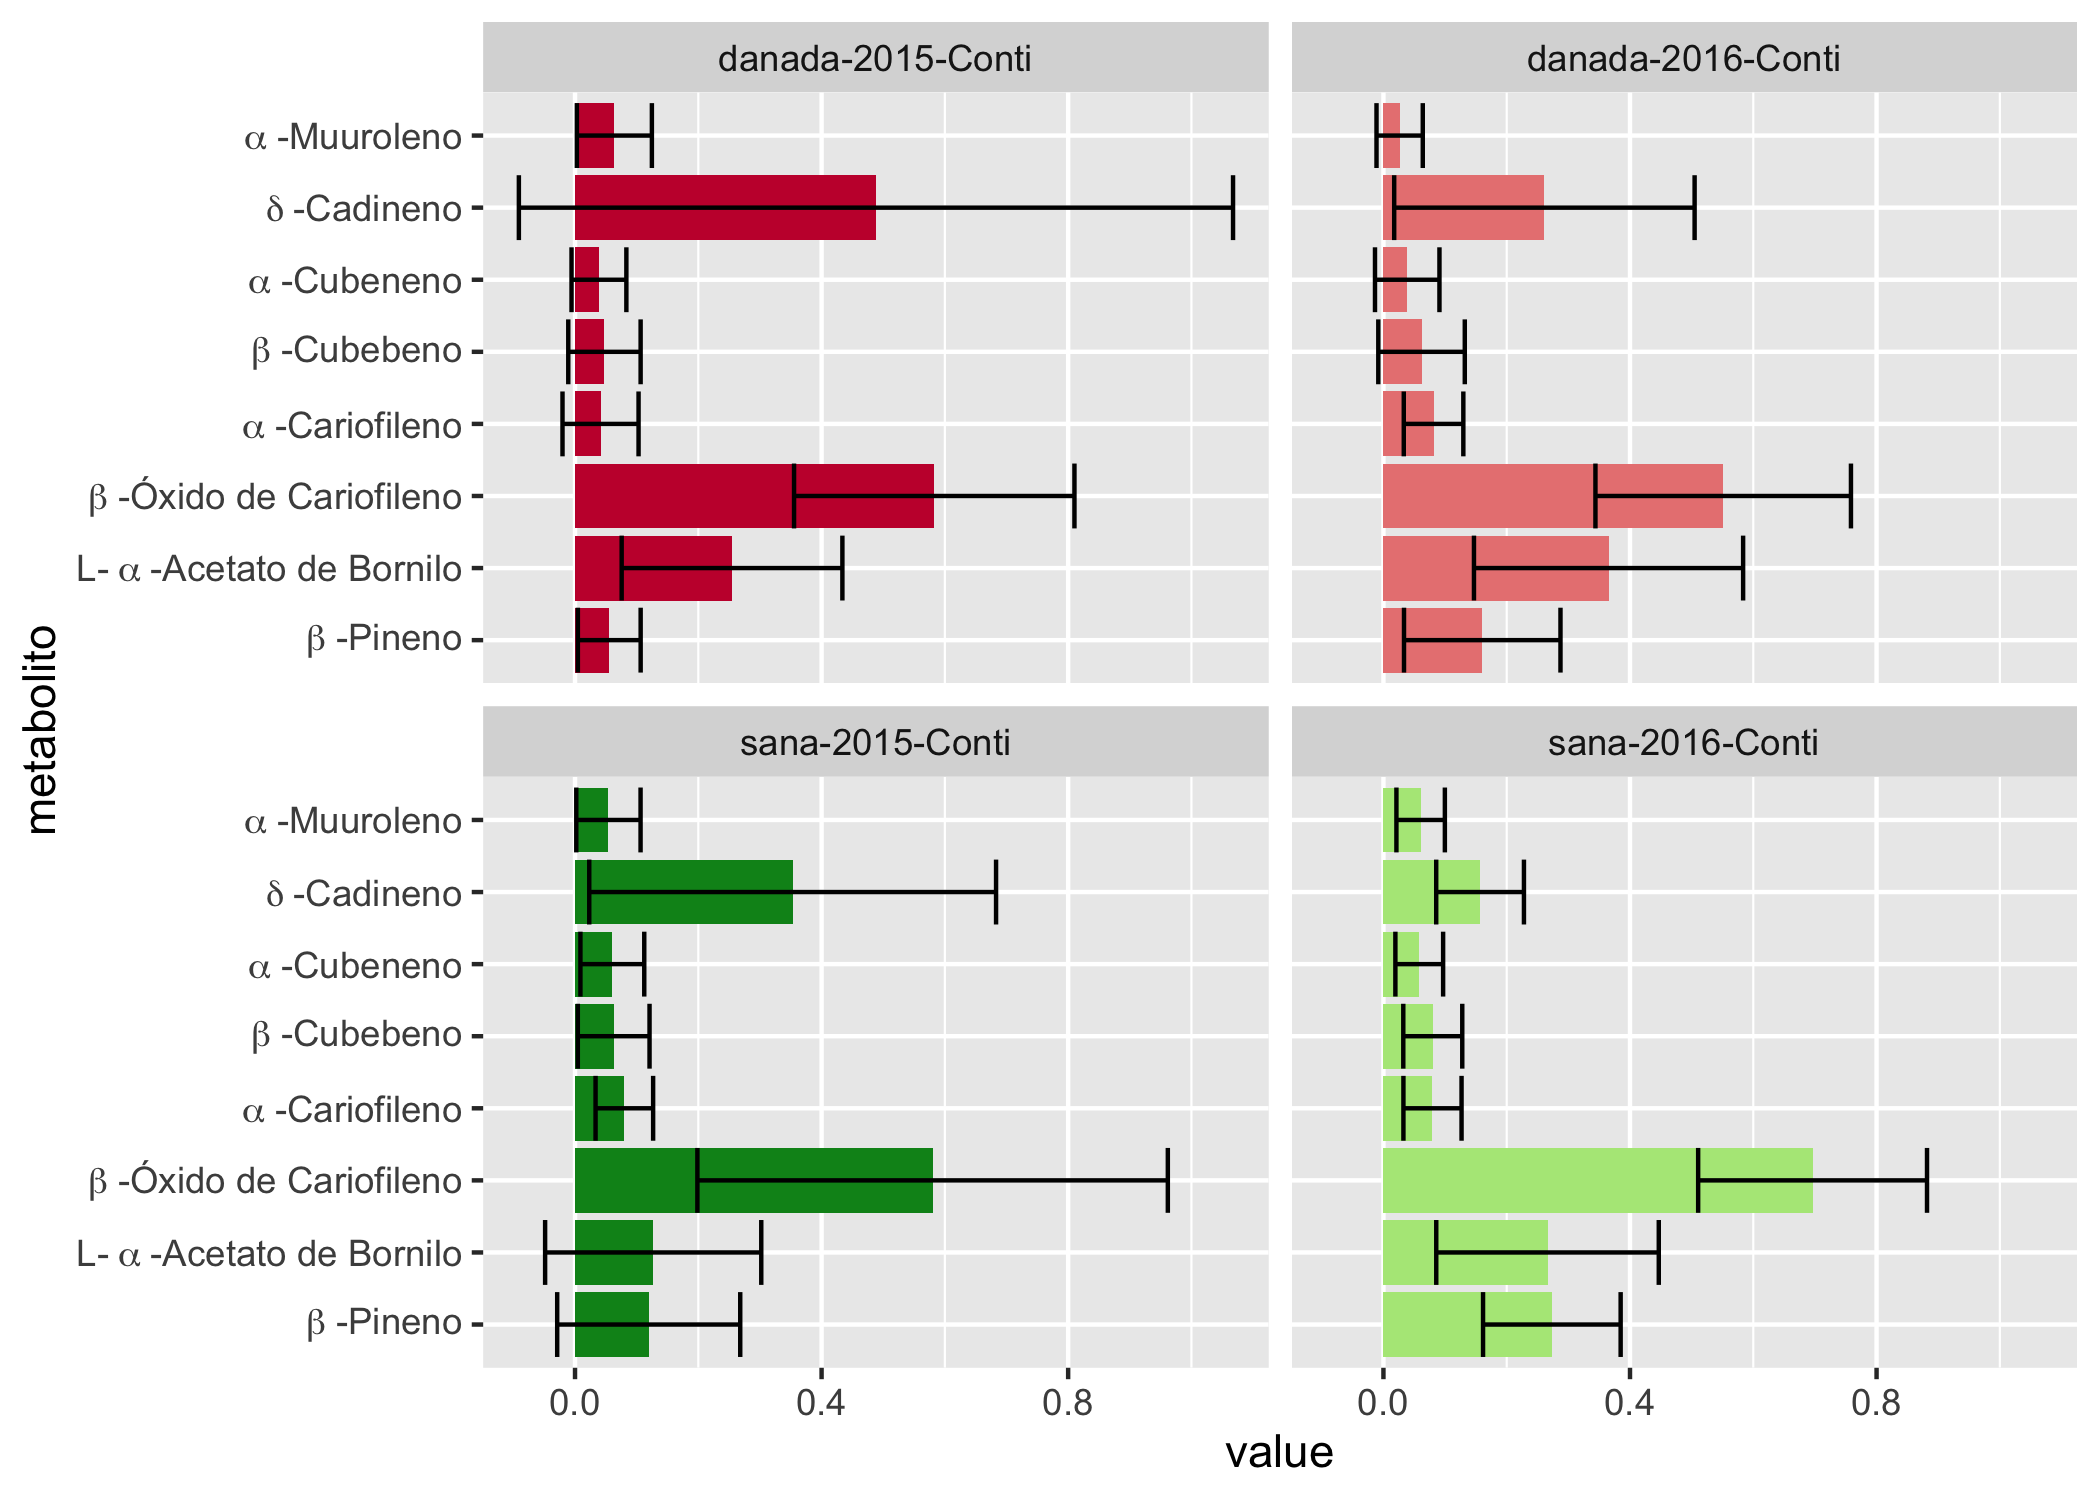 danada-2015-Conti
danada-2016-Conti
α -Muuroleno
δ -Cadineno
α -Cubeneno
β -Cubebeno
α -Cariofileno
β -Óxido de Cariofileno
L- α -Acetato de Bornilo
β -Pineno
metabolito
sana-2015-Conti
sana-2016-Conti
α -Muuroleno
δ -Cadineno
α -Cubeneno
β -Cubebeno
α -Cariofileno
β -Óxido de Cariofileno
L- α -Acetato de Bornilo
β -Pineno
0.0 0.4 0.8 0.0 0.4 0.8
value